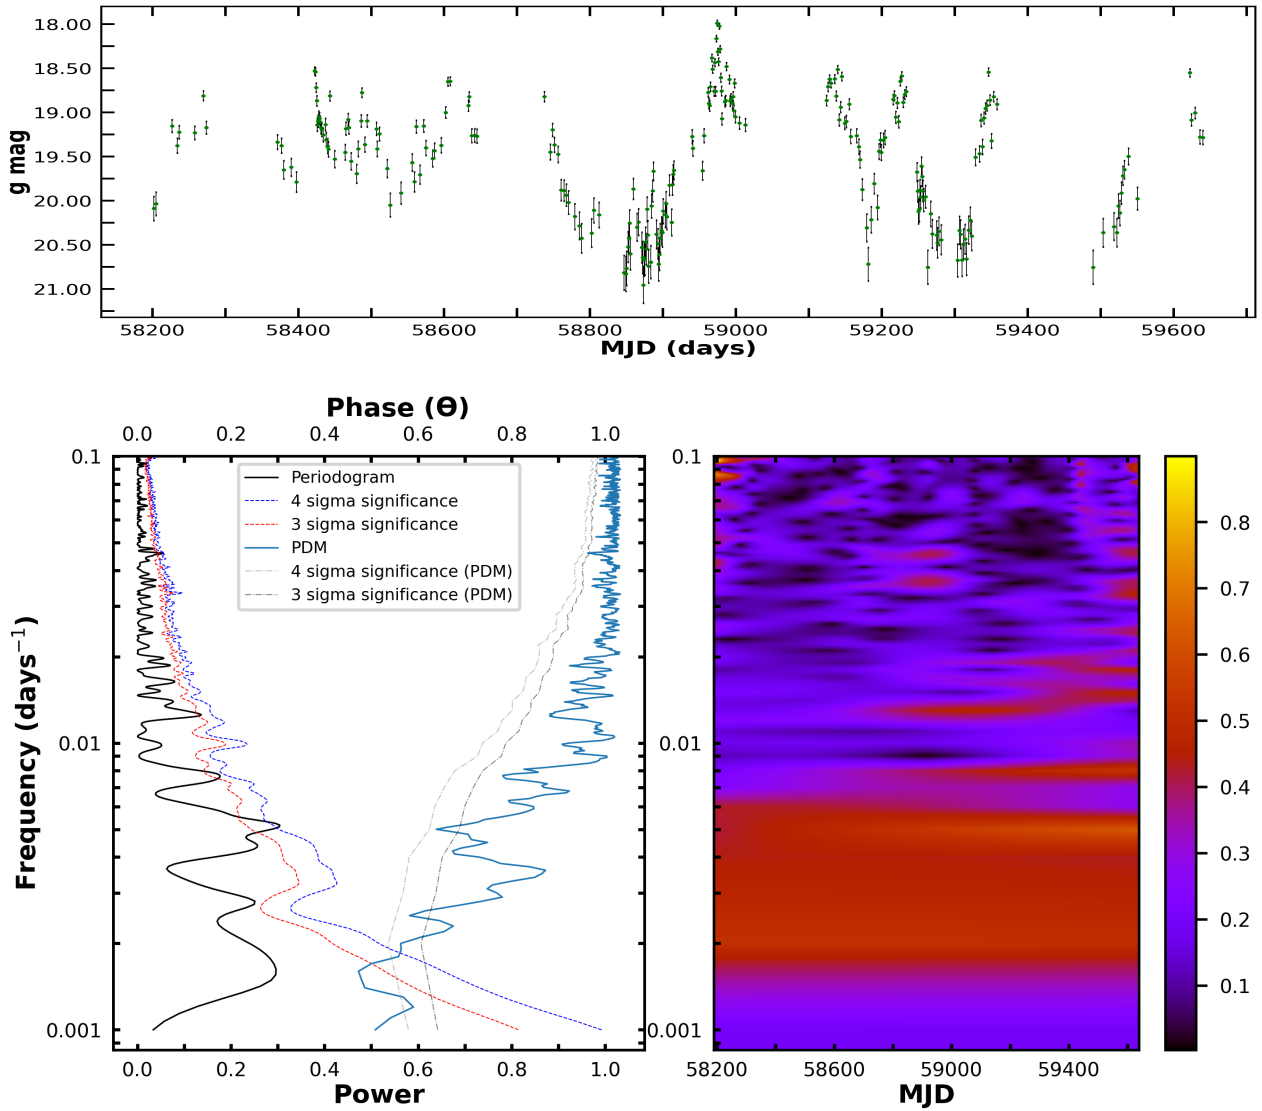 18.00
18.50
19.00
19.50
20.00
20.50
21.00
g mag
58200 58400 58600 58800 59000 59200 59400 59600
MJD (days)
Phase (Θ)
0.0 0.2 0.4 0.6 0.8 1.0
0.1
0.01
0.001
Frequency (days⁻¹)
Periodogram
4 sigma significance
3 sigma significance
PDM
4 sigma significance (PDM)
3 sigma significance (PDM)
0.0 0.2 0.4 0.6 0.8 1.0
Power
0.1
0.01
0.001
58200 58600 59000 59400
MJD
0.8
0.7
0.6
0.5
0.4
0.3
0.2
0.1